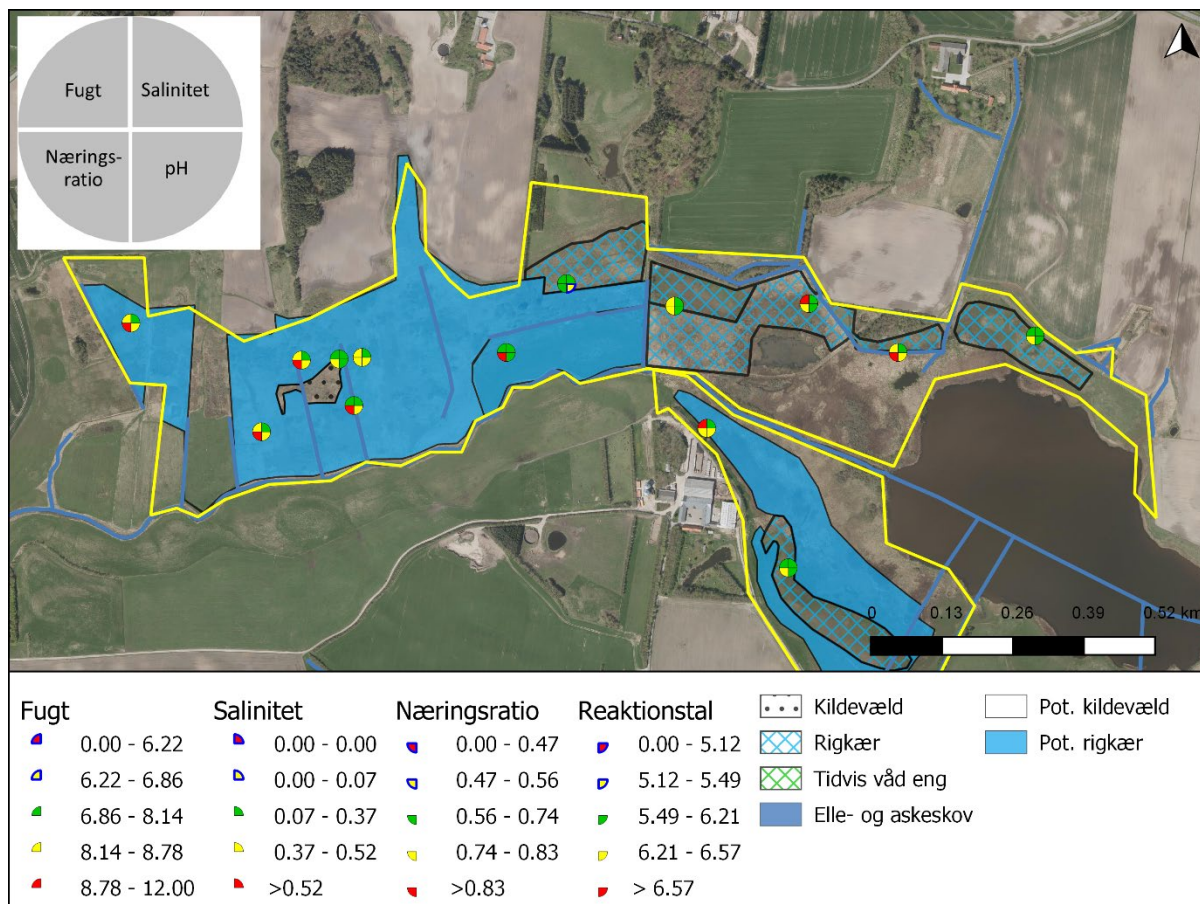 Fugt
Salinitet
Nærings-
ratio
pH
0
0.13
0.26
0.39
0.52 km
Fugt
0.00 - 6.22
6.22 - 6.86
6.86 - 8.14
8.14 - 8.78
8.78 - 12.00
Salinitet
0.00 - 0.00
0.00 - 0.07
0.07 - 0.37
0.37 - 0.52
>0.52
Næringsratio
0.00 - 0.47
0.47 - 0.56
0.56 - 0.74
0.74 - 0.83
>0.83
Reaktionstal
0.00 - 5.12
5.12 - 5.49
5.49 - 6.21
6.21 - 6.57
> 6.57
Kildevæld
Rigkær
Tidvis våd eng
Elle- og askeskov
Pot. kildevæld
Pot. rigkær